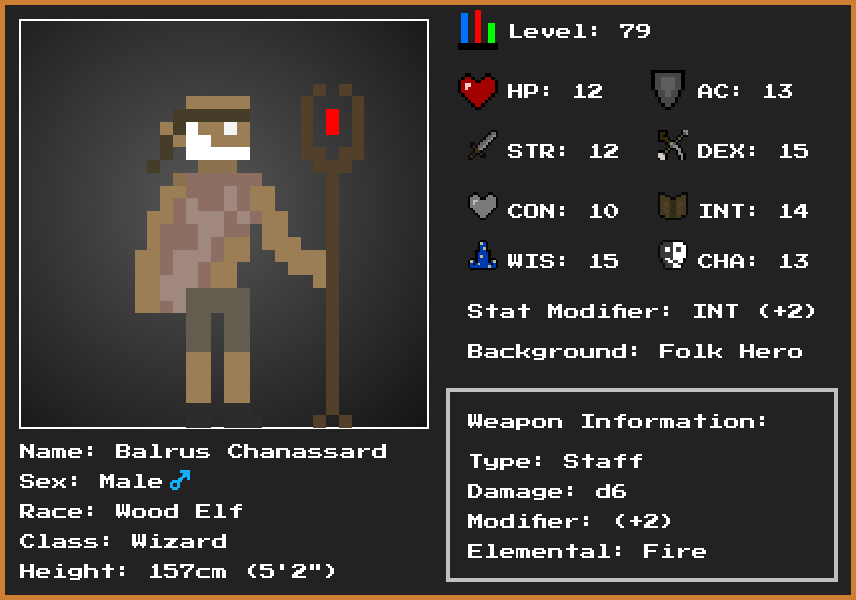 Level: 79
HP: 12 AC: 13
STR: 12 DEX: 15
CON: 10 INT: 14
WIS: 15 CHA: 13
Stat Modifier: INT (+2)
Background: Folk Hero
Weapon Information:
Type: Staff
Damage: d6
Modifier: (+2)
Elemental: Fire
Name: Balrus Chanassard
Sex: Male♂
Race: Wood Elf
Class: Wizard
Height: 157cm (5'2")